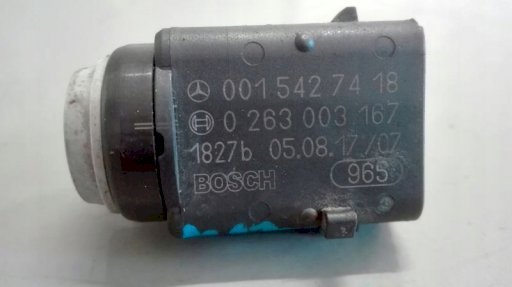 001 542 74 18
0 263 003 167
1827b 05.08.17/07
BOSCH 965